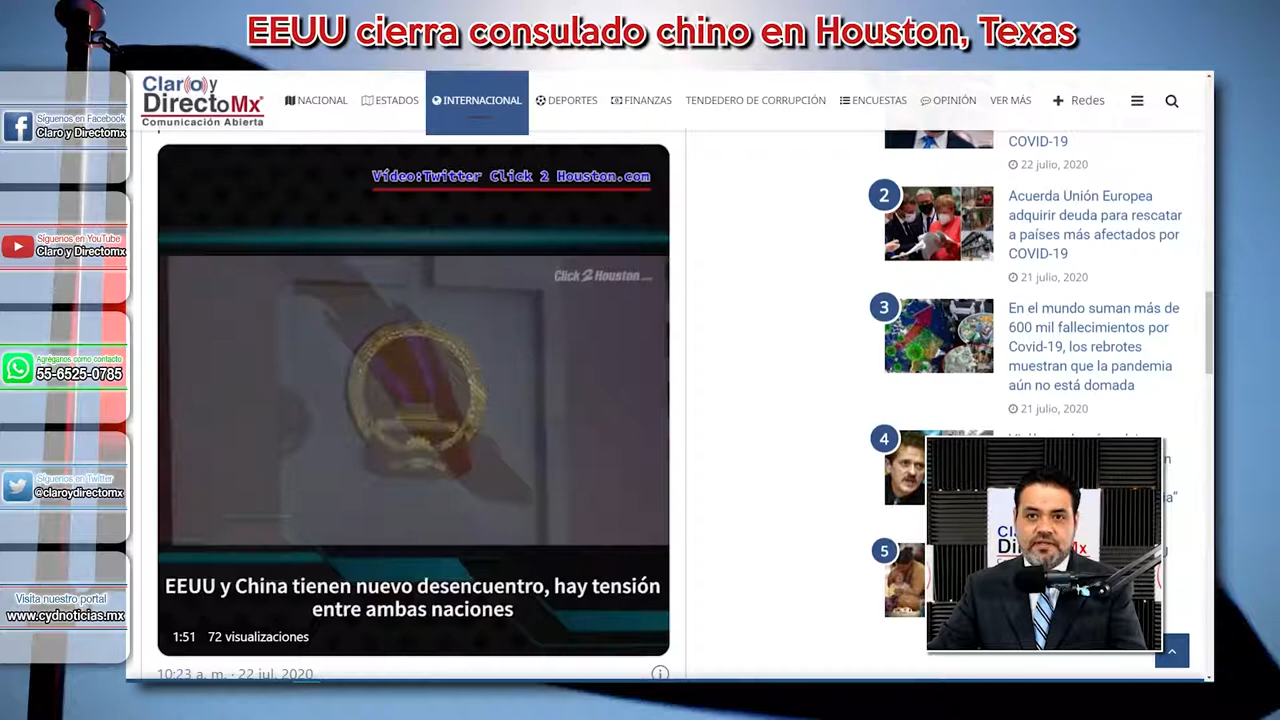 EEUU cierra consulado chino en Houston, Texas
Claro y
DirectoMx
Comunicación Abierta
NACIONAL
ESTADOS
INTERNACIONAL
DEPORTES
FINANZAS
TENDEDERO DE CORRUPCIÓN
ENCUESTAS
OPINIÓN
VER MÁS
Redes
Síguenos en Facebook
Claro y Directomx
Síguenos en YouTube
Claro y Directomx
Agréganos como contacto
55-6525-0785
Síguenos en Twitter
@claroydirectomx
Visita nuestro portal
www.cydnoticias.mx
Vídeo:Twitter Click 2 Houston.com
Click2Houston.com
EEUU y China tienen nuevo desencuentro, hay tensión
entre ambas naciones
1:51 72 visualizaciones
10:23 a. m. · 22 jul. 2020
COVID-19
22 julio, 2020
2
Acuerda Unión Europea
adquirir deuda para rescatar
a países más afectados por
COVID-19
21 julio, 2020
3
En el mundo suman más de
600 mil fallecimientos por
Covid-19, los rebrotes
muestran que la pandemia
aún no está domada
21 julio, 2020
4
5